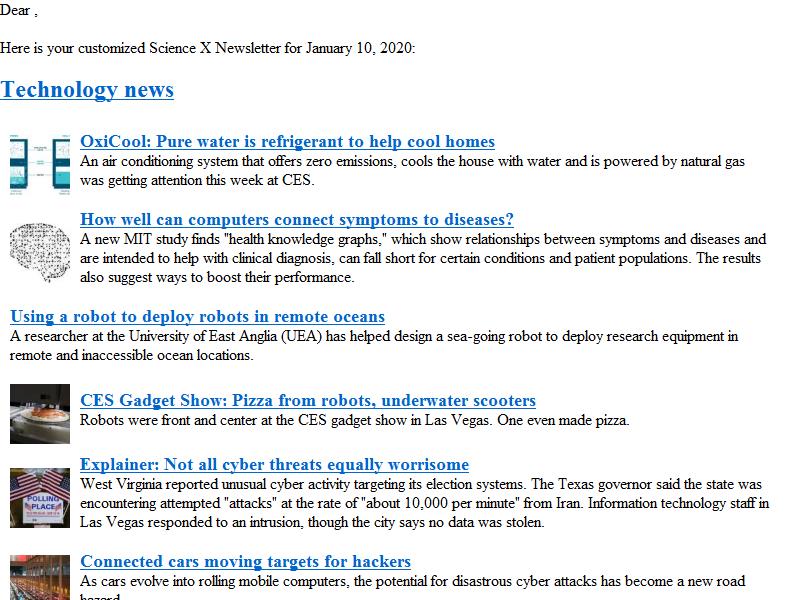 Dear ,
Here is your customized Science X Newsletter for January 10, 2020:
Technology news
OxiCool: Pure water is refrigerant to help cool homes
An air conditioning system that offers zero emissions, cools the house with water and is powered by natural gas
was getting attention this week at CES.
How well can computers connect symptoms to diseases?
A new MIT study finds "health knowledge graphs," which show relationships between symptoms and diseases and
are intended to help with clinical diagnosis, can fall short for certain conditions and patient populations. The results
also suggest ways to boost their performance.
Using a robot to deploy robots in remote oceans
A researcher at the University of East Anglia (UEA) has helped design a sea-going robot to deploy research equipment in
remote and inaccessible ocean locations.
CES Gadget Show: Pizza from robots, underwater scooters
Robots were front and center at the CES gadget show in Las Vegas. One even made pizza.
Explainer: Not all cyber threats equally worrisome
West Virginia reported unusual cyber activity targeting its election systems. The Texas governor said the state was
encountering attempted "attacks" at the rate of "about 10,000 per minute" from Iran. Information technology staff in
Las Vegas responded to an intrusion, though the city says no data was stolen.
POLLING
PLACE
Connected cars moving targets for hackers
As cars evolve into rolling mobile computers, the potential for disastrous cyber attacks has become a new road
hazard.